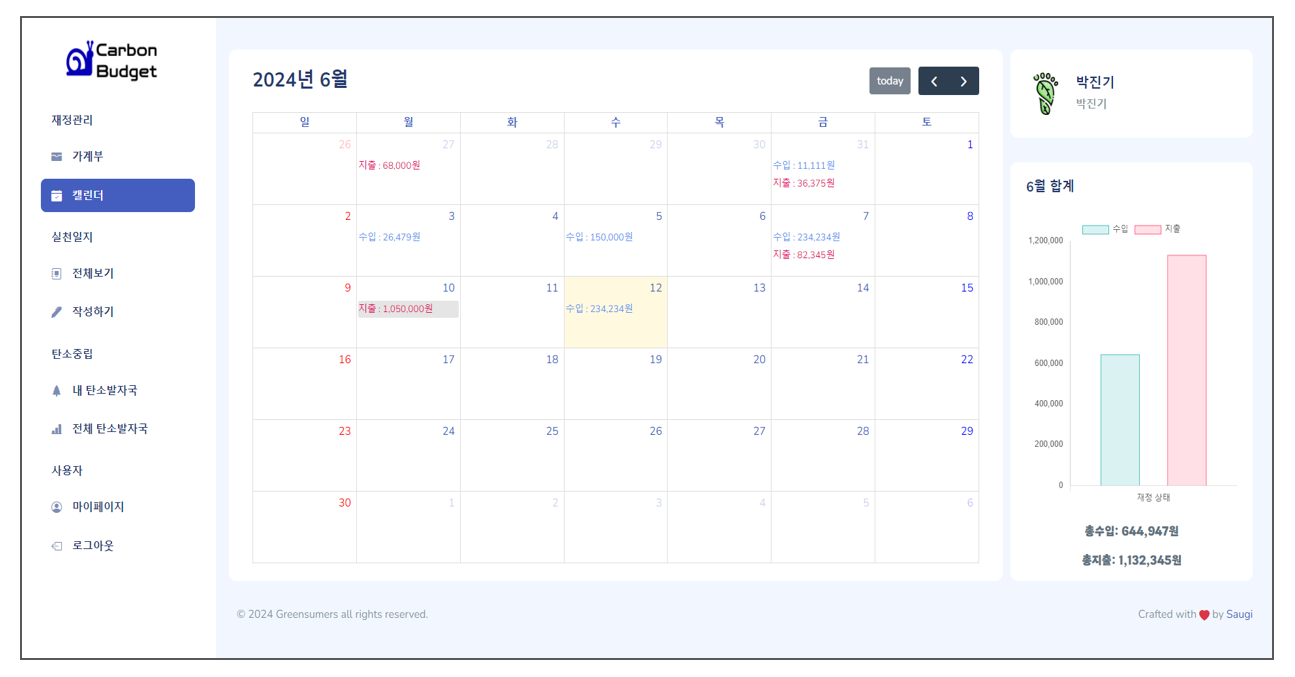 Carbon
Budget
재정관리
가계부
캘린더
실천일지
전체보기
작성하기
탄소중립
내 탄소발자국
전체 탄소발자국
사용자
마이페이지
로그아웃
2024년 6월
today
일 월 화 수 목 금 토
26 27 28 29 30 31 1
지출 : 68,000원
수입 : 11,111원
지출 : 36,375원
2 3 4 5 6 7 8
수입 : 26,479원
수입 : 150,000원
수입 : 234,234원
지출 : 82,345원
9 10 11 12 13 14 15
지출 : 1,050,000원
수입 : 234,234원
16 17 18 19 20 21 22
23 24 25 26 27 28 29
30 1 2 3 4 5 6
박진기
박진기
6월 합계
수입 지출
1,200,000
1,000,000
800,000
600,000
400,000
200,000
0
재정 상태
총수입: 644,947원
총지출: 1,132,345원
© 2024 Greensumers all rights reserved.
Crafted with ❤ by Saugi